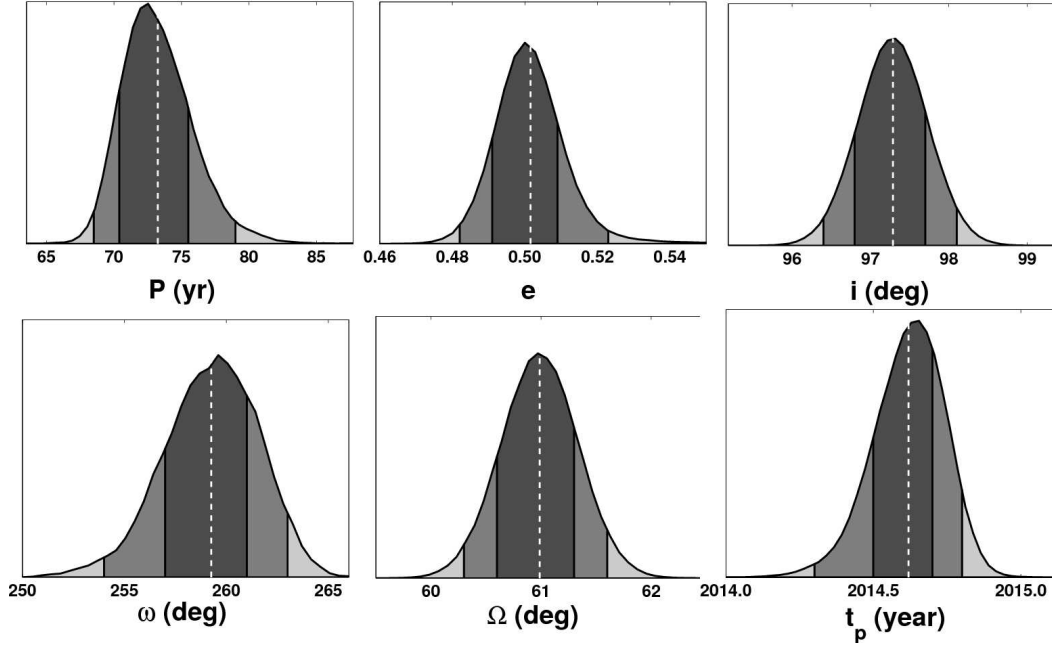 65 70 75 80 85
P (yr)
0.46 0.48 0.50 0.52 0.54
e
96 97 98 99
i (deg)
250 255 260 265
ω (deg)
60 61 62
Ω (deg)
2014.0 2014.5 2015.0
t_p (year)